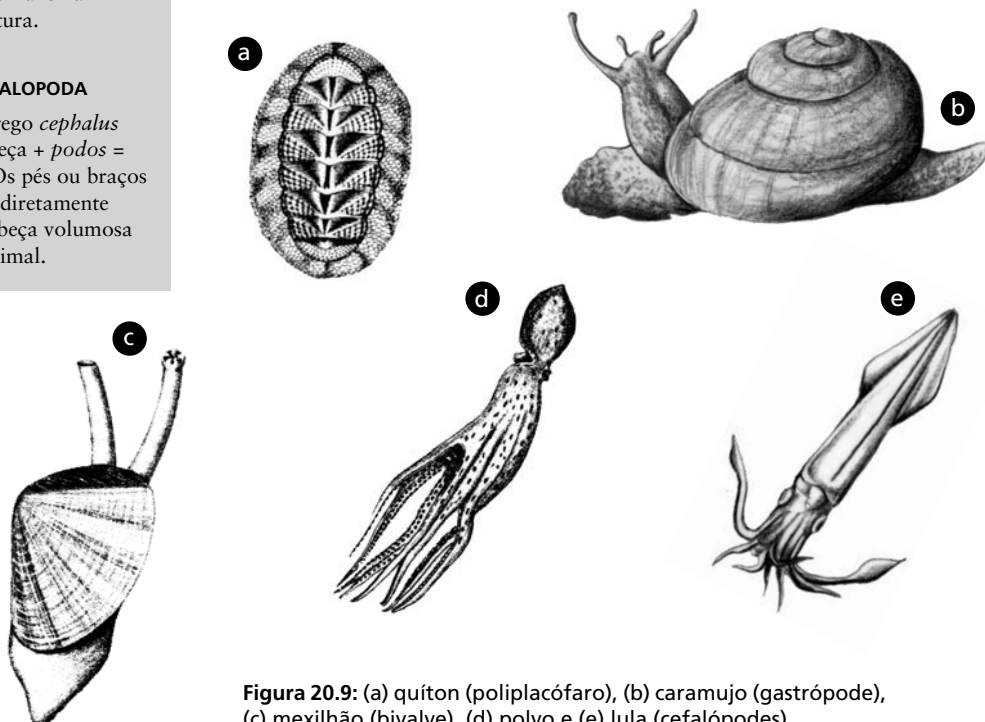 tura.
ALOPODA
rego cephalus
eça + podos =
Os pés ou braços
diretamente
beça volumosa
imal.
a
b
c
d
e
Figura 20.9: (a) quíton (poliplacófaro), (b) caramujo (gastrópode),
(c) mexilhão (bivalve), (d) polvo e (e) lula (cefalópodes)